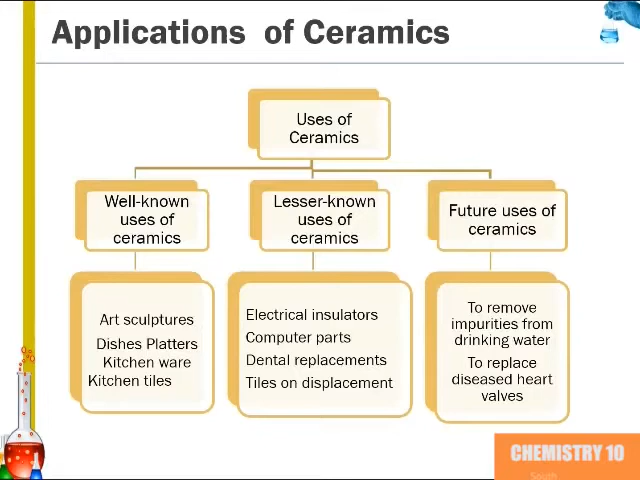 Applications of Ceramics
Uses of
Ceramics
Well-known
uses of
ceramics
Lesser-known
uses of
ceramics
Future uses of
ceramics
Art sculptures
Dishes Platters
Kitchen ware
Kitchen tiles
Electrical insulators
Computer parts
Dental replacements
Tiles on displacement
To remove
impurities from
drinking water
To replace
diseased heart
valves
CHEMISTRY 10